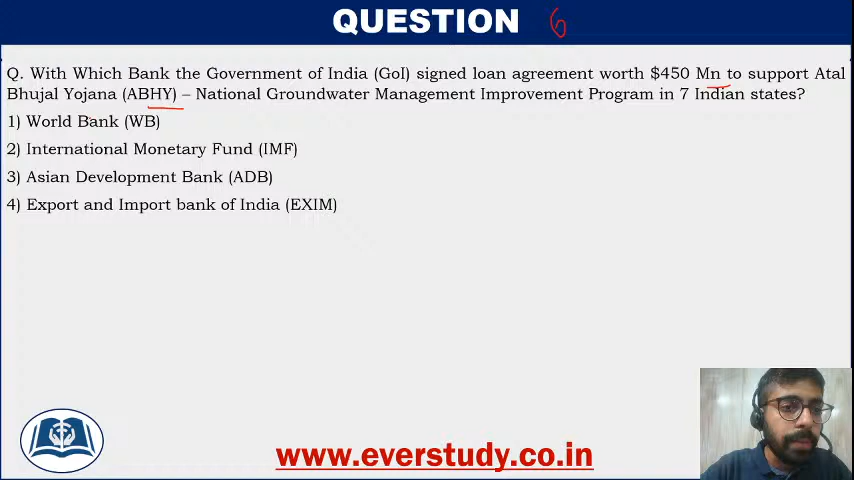 QUESTION 6
Q. With Which Bank the Government of India (GoI) signed loan agreement worth $450 Mn to support Atal
Bhujal Yojana (ABHY) – National Groundwater Management Improvement Program in 7 Indian states?
1) World Bank (WB)
2) International Monetary Fund (IMF)
3) Asian Development Bank (ADB)
4) Export and Import bank of India (EXIM)
www.everstudy.co.in